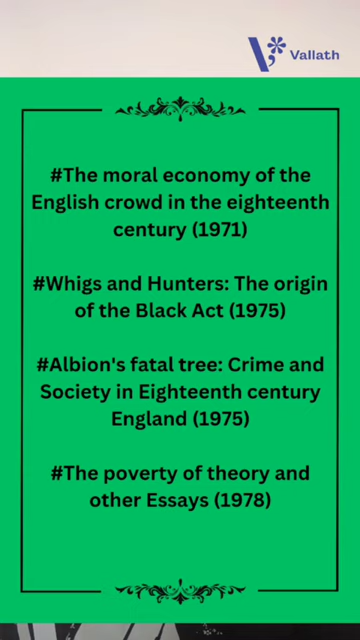 Vallath
#The moral economy of the
English crowd in the eighteenth
century (1971)
#Whigs and Hunters: The origin
of the Black Act (1975)
#Albion's fatal tree: Crime and
Society in Eighteenth century
England (1975)
#The poverty of theory and
other Essays (1978)